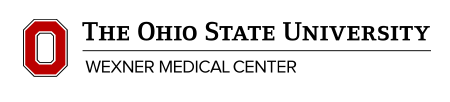 THE OHIO STATE UNIVERSITY
WEXNER MEDICAL CENTER